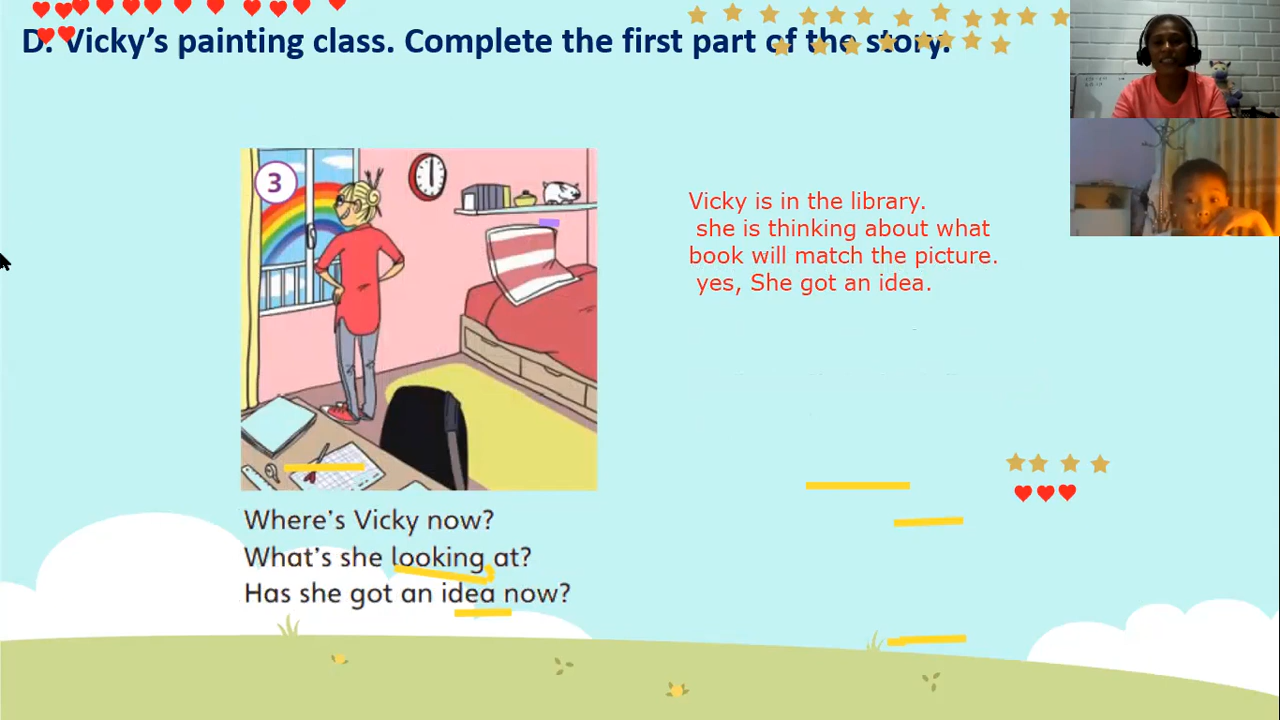 D. Vicky's painting class. Complete the first part of the story.
3
Vicky is in the library.
she is thinking about what
book will match the picture.
yes, She got an idea.
Where's Vicky now?
What's she looking at?
Has she got an idea now?